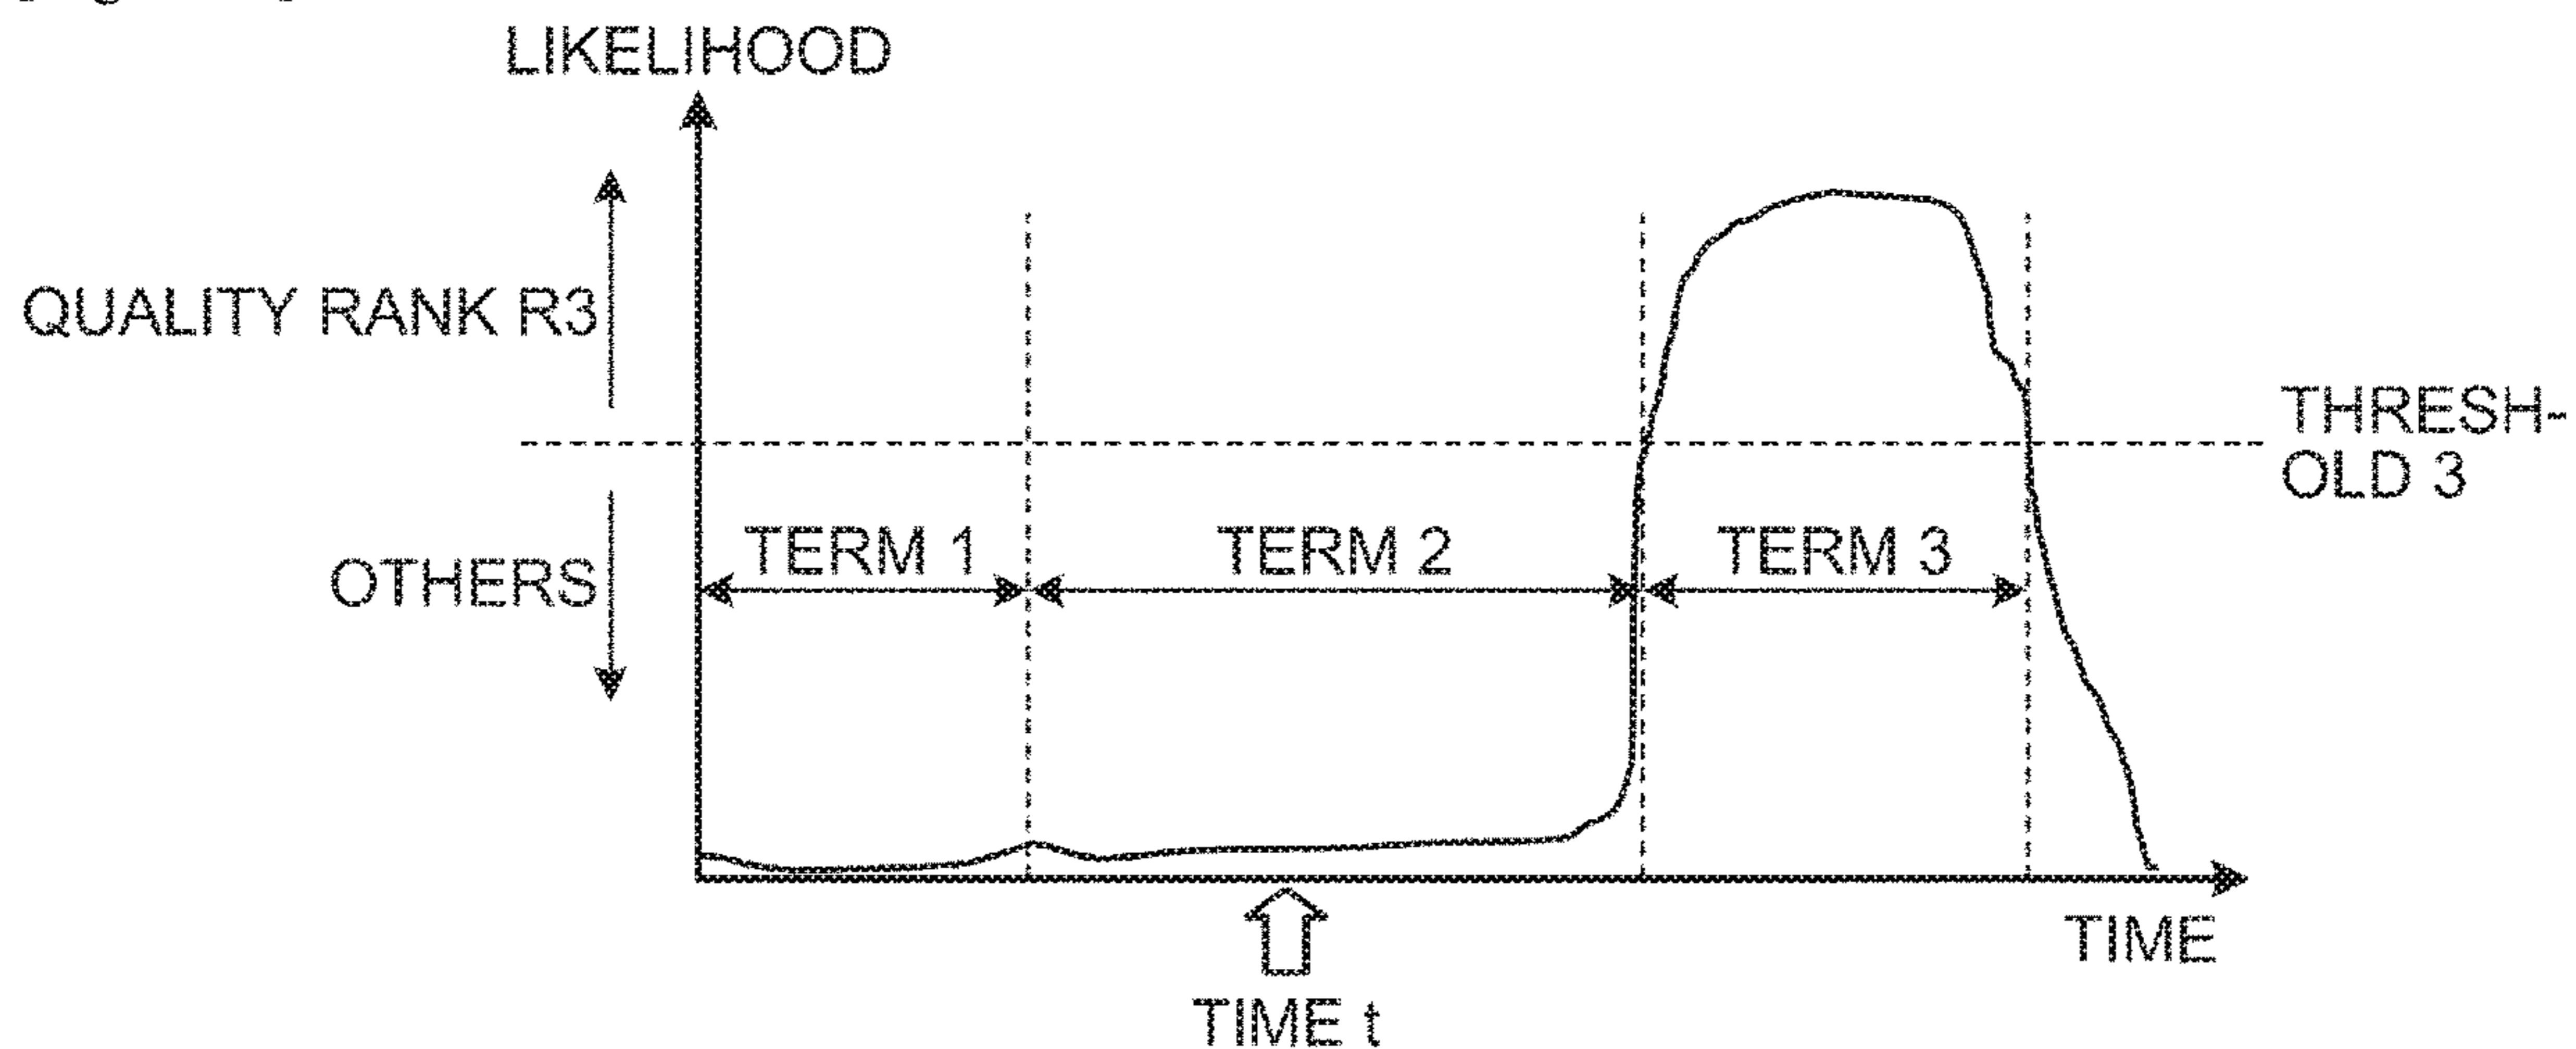 LIKELIHOOD
QUALITY RANK R3
THRESH-
OLD 3
TERM 1
TERM 2
TERM 3
OTHERS
TIME
TIME t